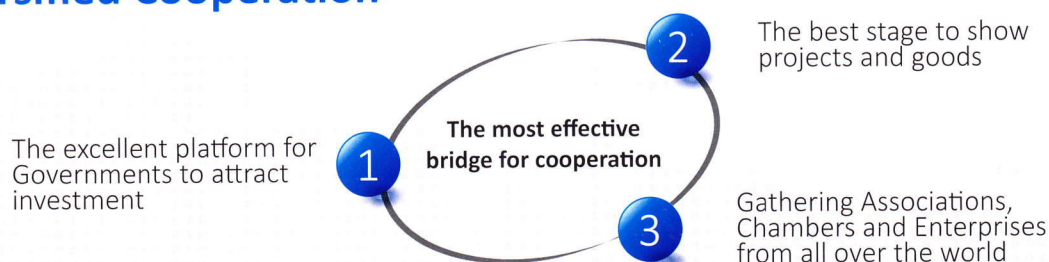 Cooperation
The best stage to show
projects and goods
2
The most effective
bridge for cooperation
The excellent platform for
Governments to attract
investment
1
Gathering Associations,
Chambers and Enterprises
from all over the world
3